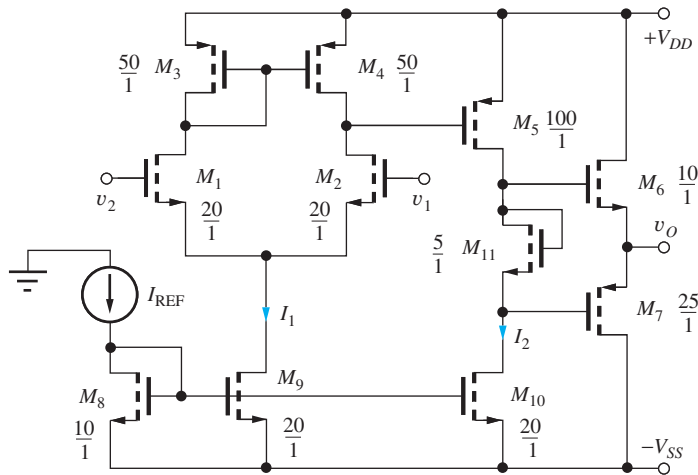 +V_DD
50/1 M_3
M_4 50/1
M_5 100/1
M_1
M_2
M_6 10/1
v_2
20/1
20/1
v_1
v_O
5/1 M_11
I_REF
I_1
I_2
M_7 25/1
M_8
M_9
M_10
10/1
20/1
20/1
−V_SS